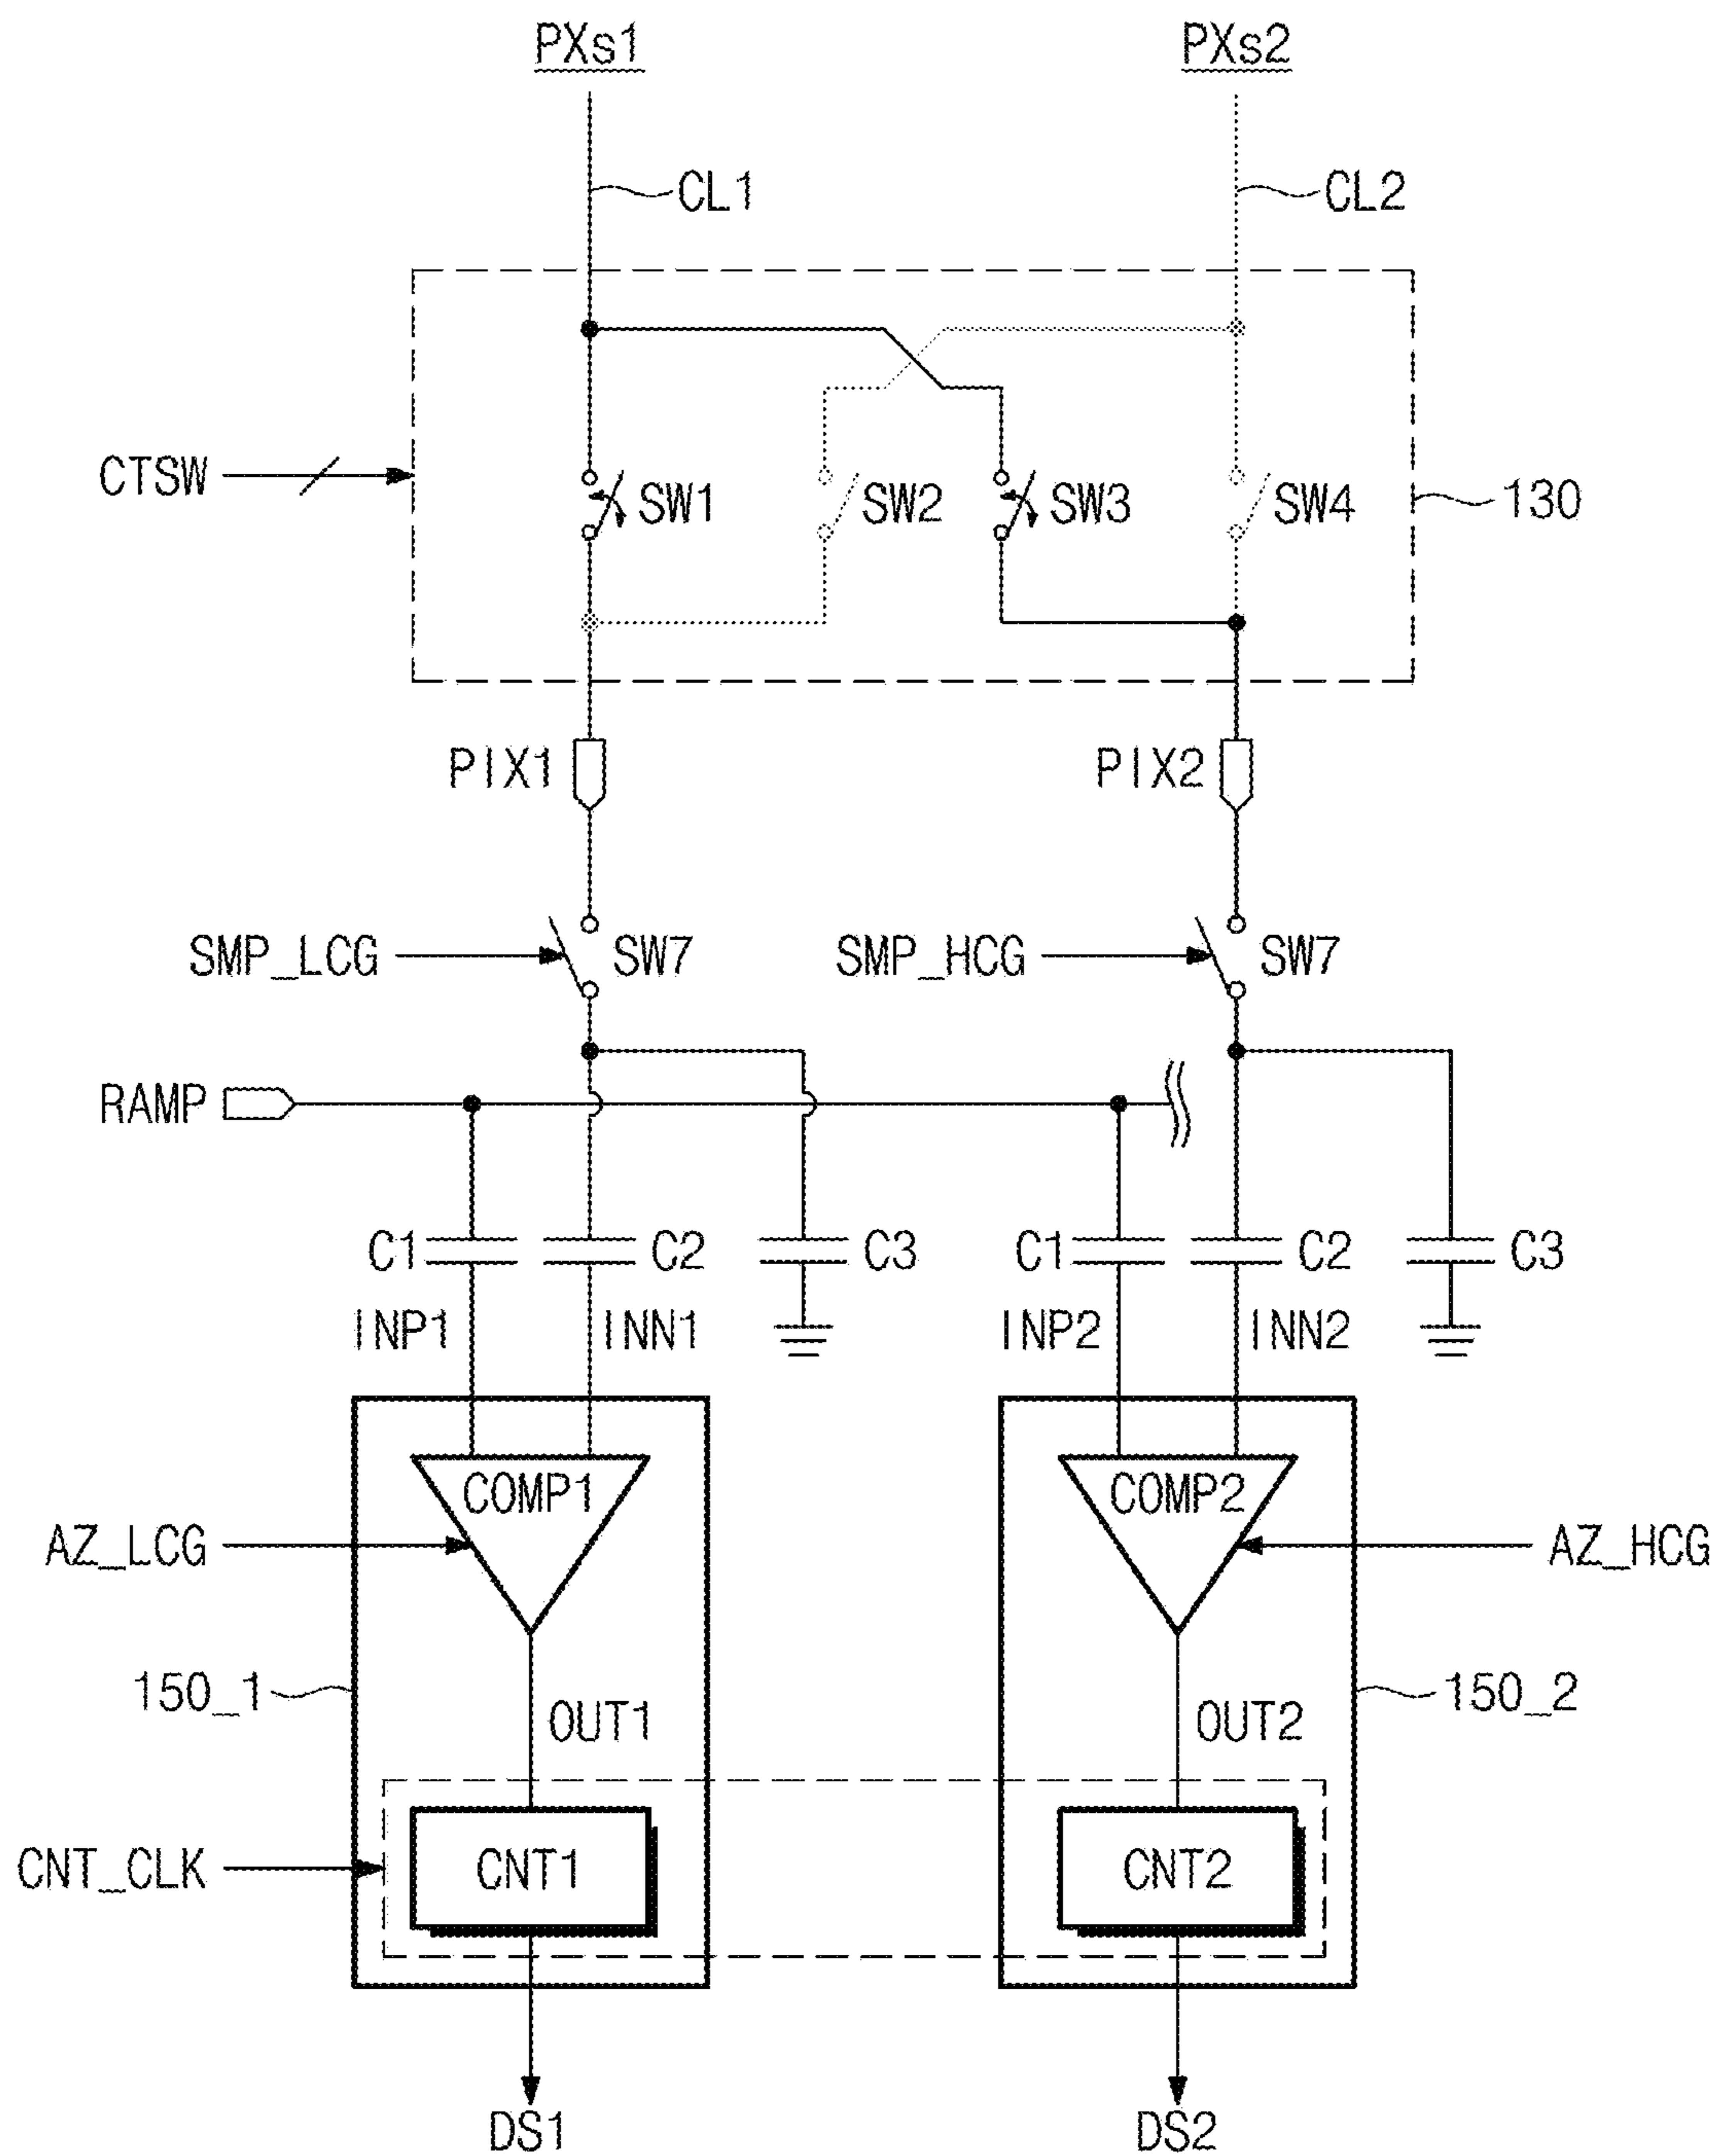 PXs1 PXs2
CL1 CL2
CTSW SW1 SW2 SW3 SW4 130
PIX1 PIX2
SMP_LCG SW7 SMP_HCG SW7
RAMP
C1 C2 C3 C1 C2 C3
INP1 INN1 INP2 INN2
COMP1 COMP2
AZ_LCG AZ_HCG
150_1 150_2
OUT1 OUT2
CNT_CLK CNT1 CNT2
DS1 DS2